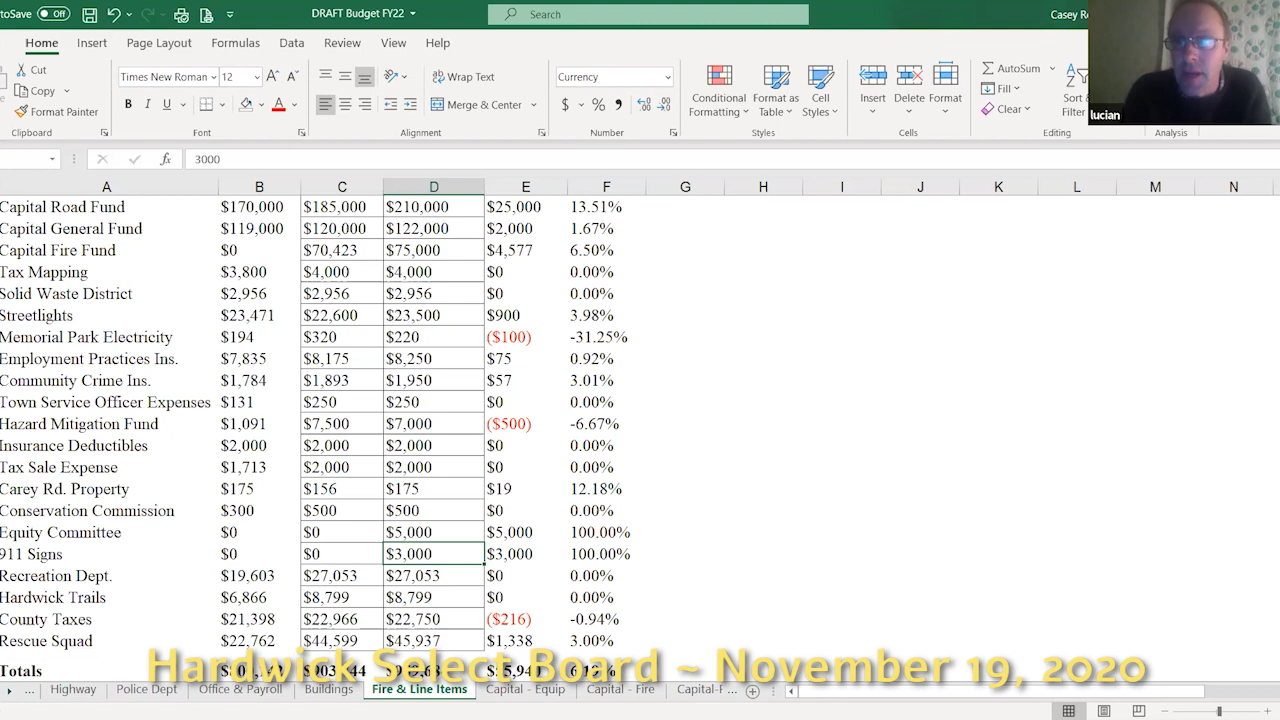 toSave Off DRAFT Budget FY22 Search Casey Re
Home Insert Page Layout Formulas Data Review View Help
Cut Times New Roman 12 Wrap Text Currency AutoSum
Copy Conditional Format as Cell Insert Delete Format Fill Sort
Format Painter B I U Merge & Center $ % Formatting Table Styles Clear Filter
lucian
Clipboard Font Alignment Number Styles Cells Editing Analysis
fx 3000
A B C D E F G H I J K L M N
Capital Road Fund $170,000 $185,000 $210,000 $25,000 13.51%
Capital General Fund $119,000 $120,000 $122,000 $2,000 1.67%
Capital Fire Fund $0 $70,423 $75,000 $4,577 6.50%
Tax Mapping $3,800 $4,000 $4,000 $0 0.00%
Solid Waste District $2,956 $2,956 $2,956 $0 0.00%
Streetlights $23,471 $22,600 $23,500 $900 3.98%
Memorial Park Electricity $194 $320 $220 ($100) -31.25%
Employment Practices Ins. $7,835 $8,175 $8,250 $75 0.92%
Community Crime Ins. $1,784 $1,893 $1,950 $57 3.01%
Town Service Officer Expenses $131 $250 $250 $0 0.00%
Hazard Mitigation Fund $1,091 $7,500 $7,000 ($500) -6.67%
Insurance Deductibles $2,000 $2,000 $2,000 $0 0.00%
Tax Sale Expense $1,713 $2,000 $2,000 $0 0.00%
Carey Rd. Property $175 $156 $175 $19 12.18%
Conservation Commission $300 $500 $500 $0 0.00%
Equity Committee $0 $0 $5,000 $5,000 100.00%
911 Signs $0 $0 $3,000 $3,000 100.00%
Recreation Dept. $19,603 $27,053 $27,053 $0 0.00%
Hardwick Trails $6,866 $8,799 $8,799 $0 0.00%
County Taxes $21,398 $22,966 $22,750 ($216) -0.94%
Rescue Squad $22,762 $44,599 $45,937 $1,338 3.00%
Totals
Hardwick Select Board ~ November 19, 2020
... Highway Police Dept Office & Payroll Buildings Fire & Line Items Capital - Equip Capital - Fire Capital-F ...